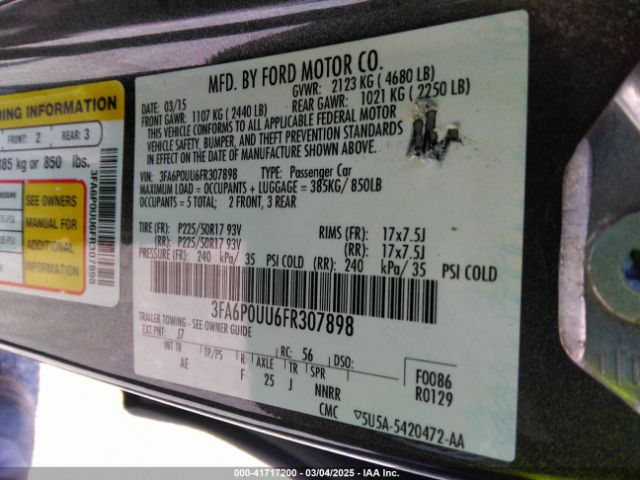 DING INFORMATION
FRONT: 2 REAR: 3
385 kg or 850 lbs.
SEE OWNERS
MANUAL FOR
ADDITIONAL
INFORMATION
3FA6P0UU6FR307898
MFD. BY FORD MOTOR CO.
DATE: 03/15 GVWR: 2123 KG ( 4680 LB)
FRONT GAWR: 1107 KG ( 2440 LB) REAR GAWR: 1021 KG ( 2250 LB)
THIS VEHICLE CONFORMS TO ALL APPLICABLE FEDERAL MOTOR
VEHICLE SAFETY, BUMPER, AND THEFT PREVENTION STANDARDS
IN EFFECT ON THE DATE OF MANUFACTURE SHOWN ABOVE.
VIN: 3FA6P0UU6FR307898 TYPE: Passenger Car
MAXIMUM LOAD = OCCUPANTS + LUGGAGE = 385KG/ 850LB
OCCUPANTS = 5 TOTAL; 2 FRONT, 3 REAR
TIRE (FR): P225/50R17 93V RIMS (FR): 17x7.5J
(RR): P225/50R17 93V (RR): 17x7.5J
PRESSURE (FR): 240 kPa/ 35 PSI COLD (RR): 240 kPa/ 35 PSI COLD
3FA6P0UU6FR307898
TRAILER TOWING - SEE OWNER GUIDE
EXT PNT: J7 RC: 56 DSO:
INT TR TP/PS R AXLE TR SPR
AE F 25 J NNRR
F0086
R0129
CMC 5U5A-5420472-AA
000-41717200 - 03/04/2025 - IAA Inc.